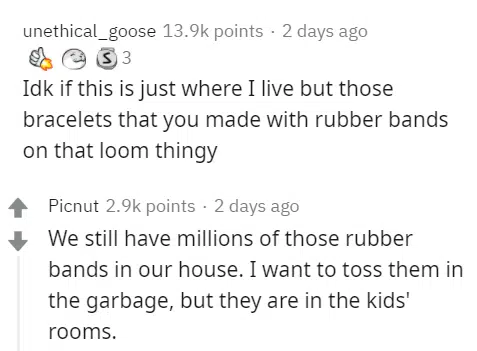 unethical_goose 13.9k points · 2 days ago
S 3
Idk if this is just where I live but those
bracelets that you made with rubber bands
on that loom thingy
Picnut 2.9k points · 2 days ago
We still have millions of those rubber
bands in our house. I want to toss them in
the garbage, but they are in the kids'
rooms.